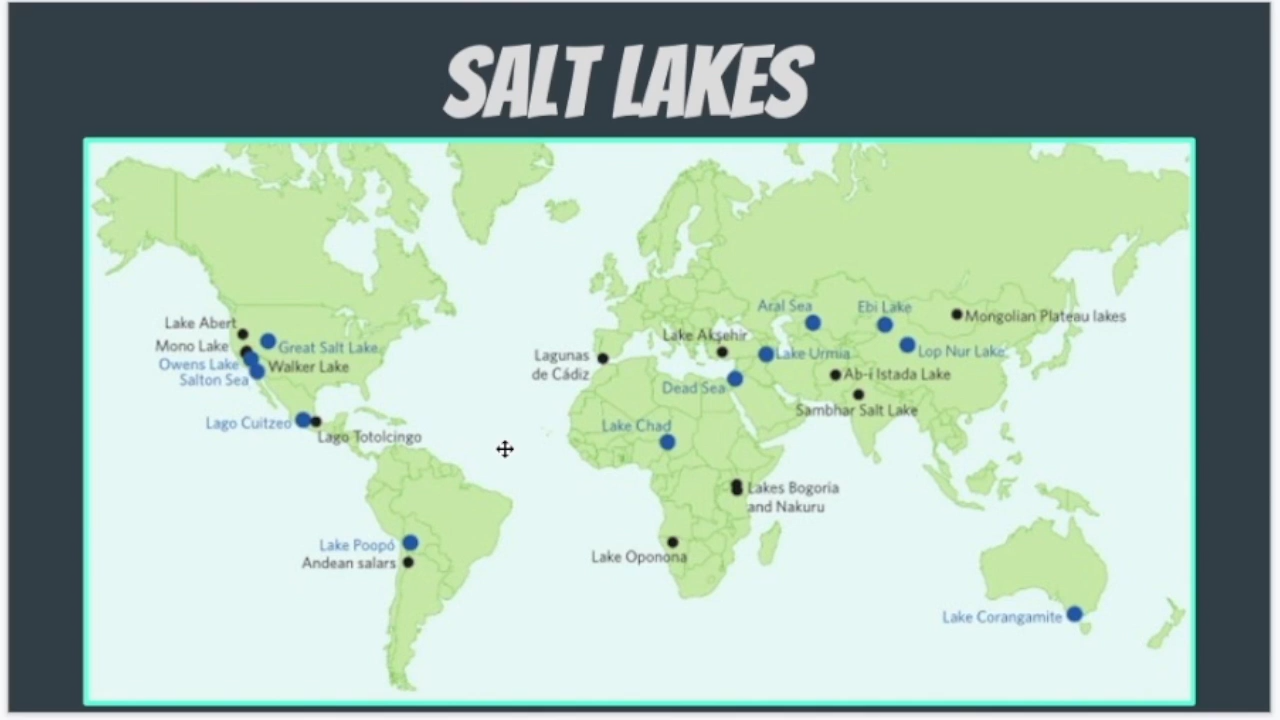 SALT LAKES
Lake Abert
Mono Lake
Great Salt Lake
Owens Lake
Walker Lake
Salton Sea
Lago Cuitzeo
Lago Totolcingo
Lake Poopó
Andean salars
Lagunas
de Cádiz
Lake Akşehir
Aral Sea
Ebi Lake
Mongolian Plateau lakes
Lake Urmia
Lop Nur Lake
Dead Sea
Ab-i Istada Lake
Sambhar Salt Lake
Lake Chad
Lakes Bogoria
and Nakuru
Lake Oponona
Lake Corangamite